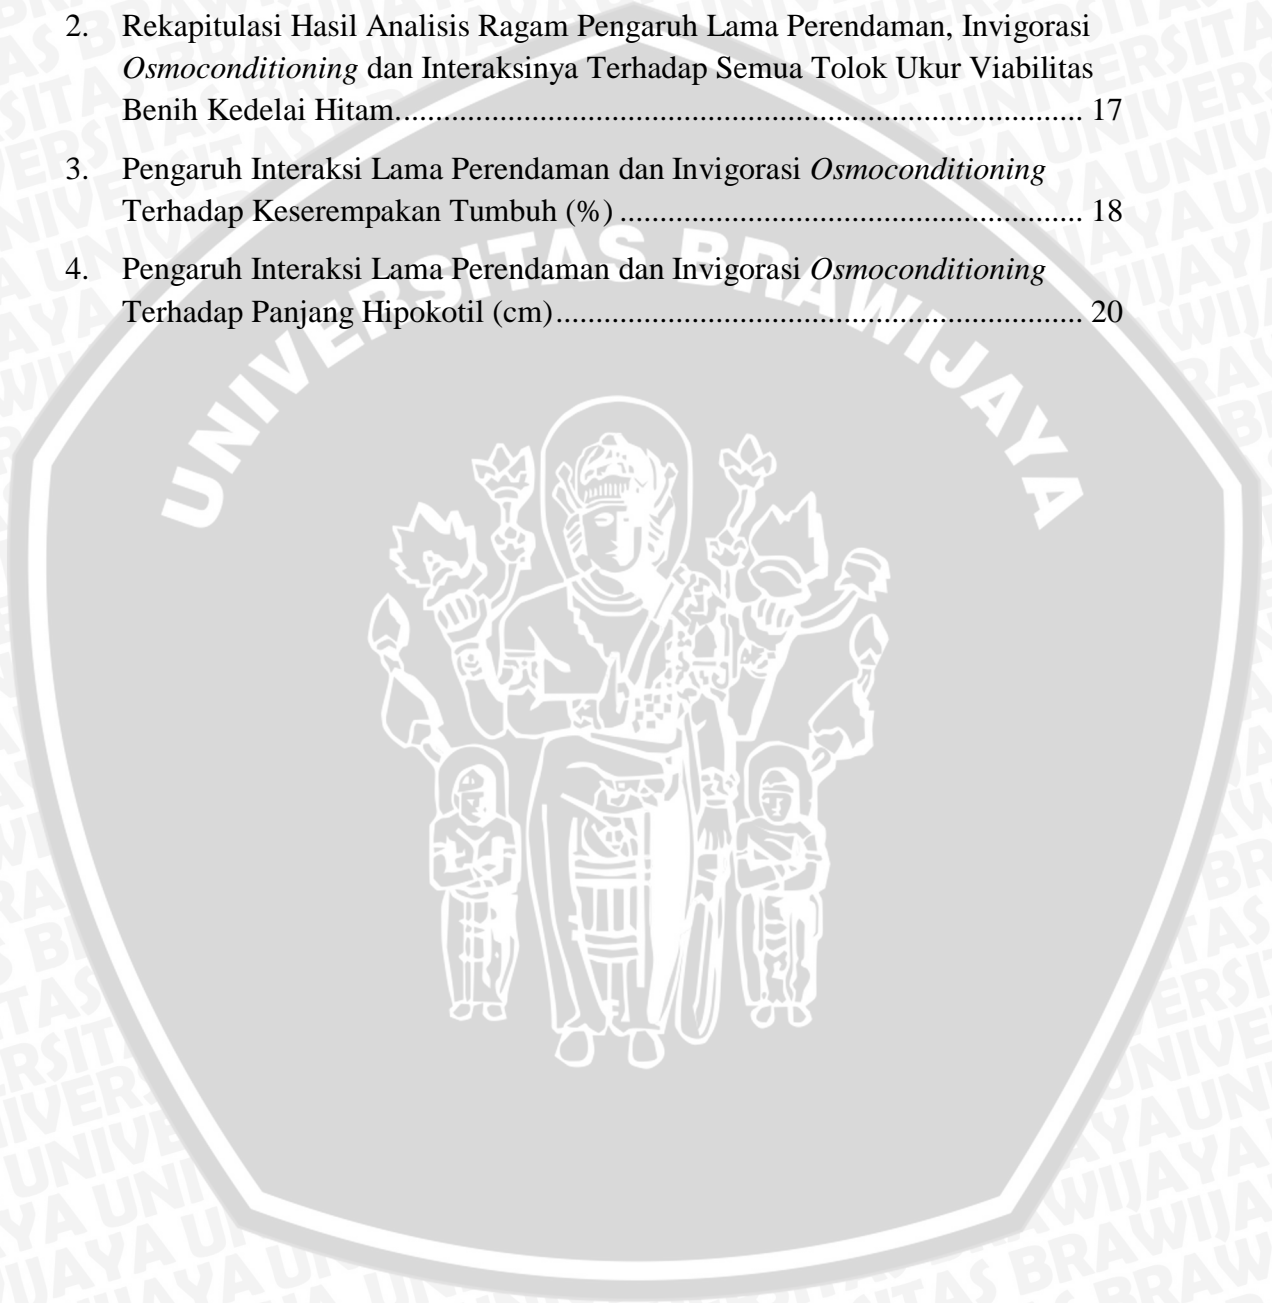 2. Rekapitulasi Hasil Analisis Ragam Pengaruh Lama Perendaman, Invigorasi
Osmoconditioning dan Interaksinya Terhadap Semua Tolok Ukur Viabilitas
Benih Kedelai Hitam..................................................................................... 17
3. Pengaruh Interaksi Lama Perendaman dan Invigorasi Osmoconditioning
Terhadap Keserempakan Tumbuh (%) ......................................................... 18
4. Pengaruh Interaksi Lama Perendaman dan Invigorasi Osmoconditioning
Terhadap Panjang Hipokotil (cm)................................................................. 20
UNIVERSITAS BRAWIJAYA